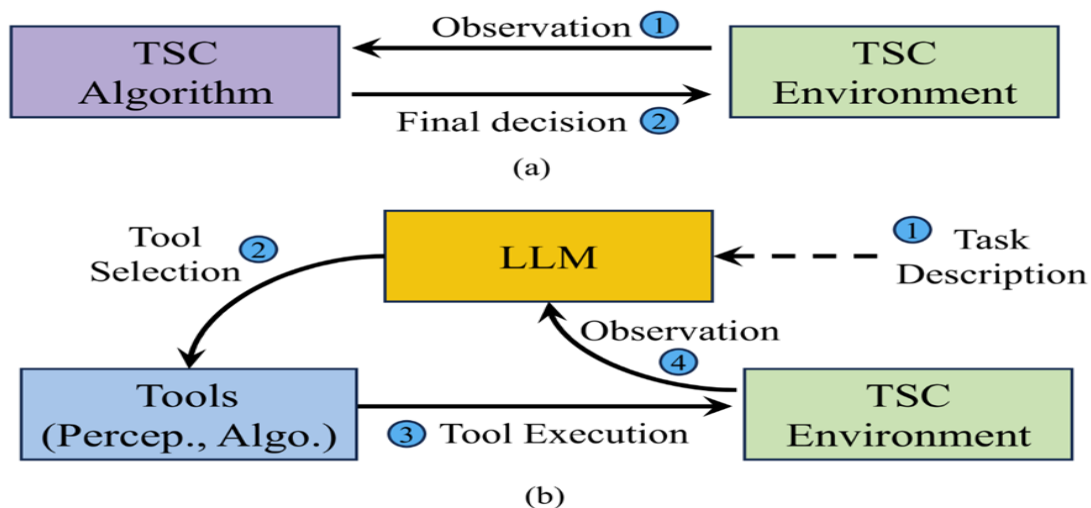 TSC
Algorithm
Observation 1
Final decision 2
TSC
Environment
(a)
Tool
Selection
2
LLM
1 Task
Description
Observation
4
Tools
(Percep., Algo.)
3 Tool Execution
TSC
Environment
(b)